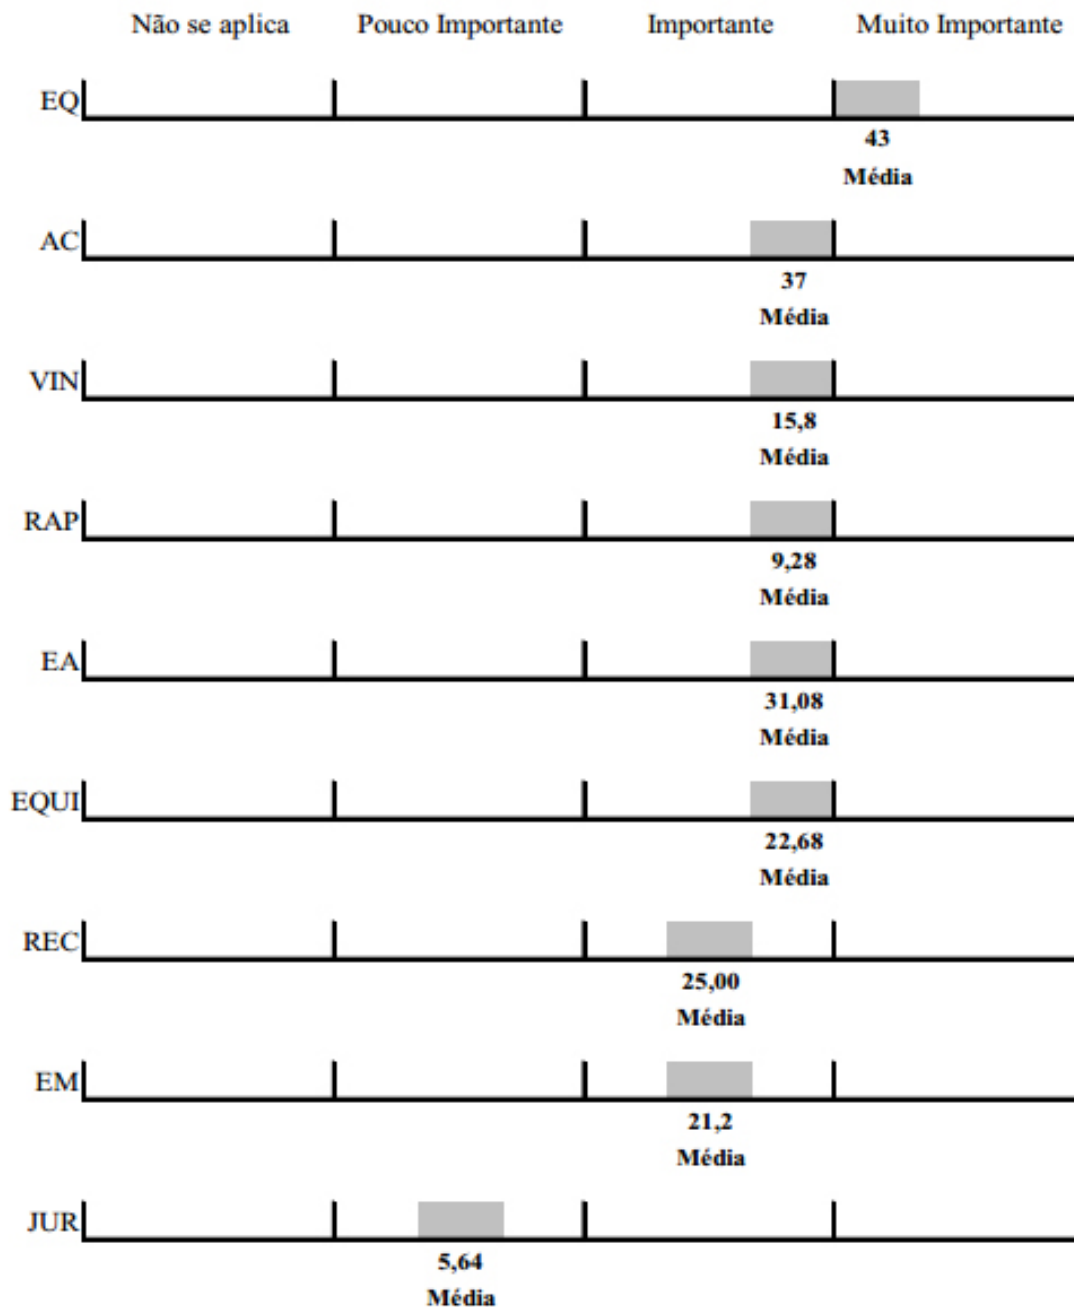 Não se aplica Pouco Importante Importante Muito Importante
EQ
43
Média
AC
37
Média
VIN
15,8
Média
RAP
9,28
Média
EA
31,08
Média
EQUI
22,68
Média
REC
25,00
Média
EM
21,2
Média
JUR
5,64
Média